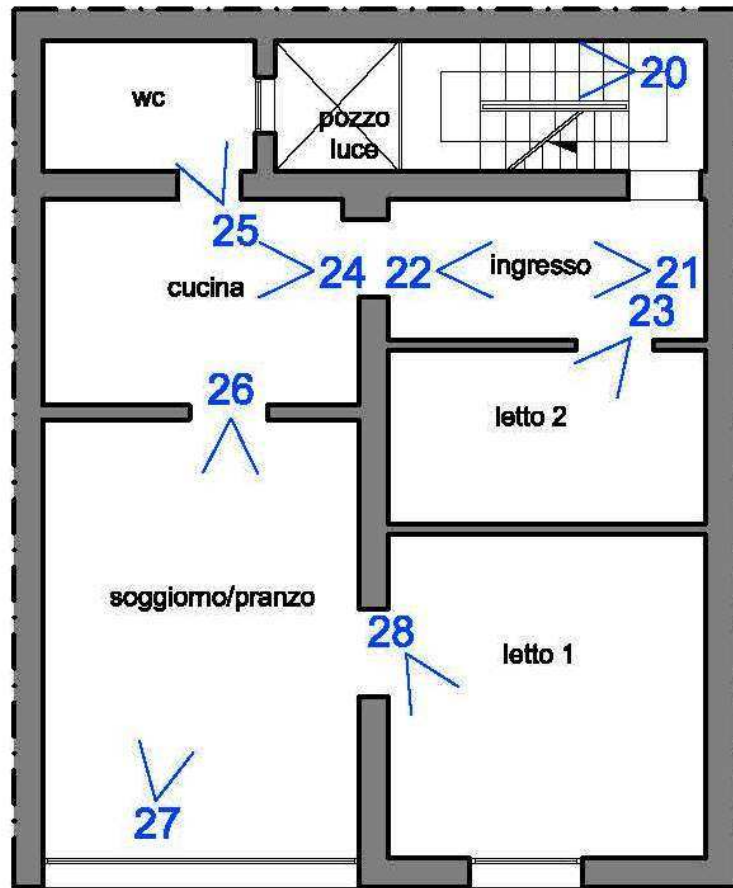 20
wc
pozzo
luce
25
24
22
ingresso
21
cucina
23
26
letto 2
soggiorno/pranzo
28
letto 1
27